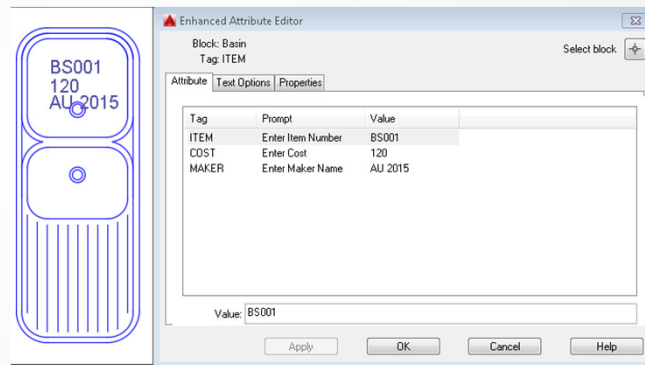 BS001
120
AU 2015
Enhanced Attribute Editor
Block: Basin
Tag: ITEM
Select block
Attribute Text Options Properties
Tag Prompt Value
ITEM Enter Item Number BS001
COST Enter Cost 120
MAKER Enter Maker Name AU 2015
Value: BS001
Apply OK Cancel Help